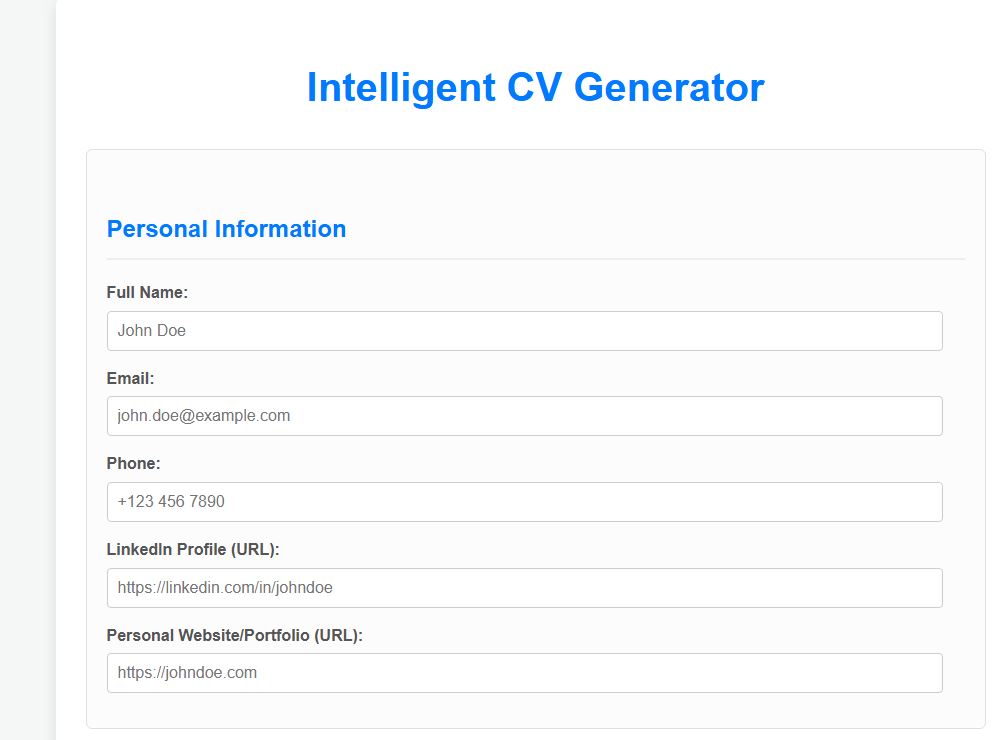 Intelligent CV Generator
Personal Information
Full Name:
John Doe
Email:
john.doe@example.com
Phone:
+123 456 7890
LinkedIn Profile (URL):
https://linkedin.com/in/johndoe
Personal Website/Portfolio (URL):
https://johndoe.com